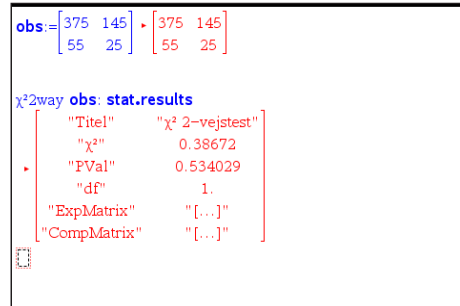 obs:=[375 145 ▸ [375 145
55 25] 55 25]
χ²2way obs: stat.results
"Titel" "χ² 2−vejstest"
"χ²" 0.38672
▸ "PVal" 0.534029
"df" 1.
"ExpMatrix" "[...]"
"CompMatrix" "[...]"